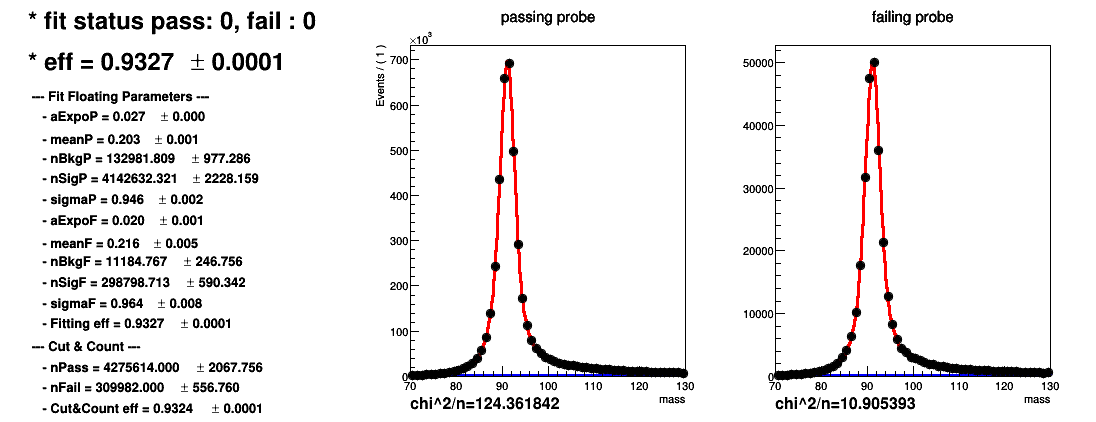 * fit status pass: 0, fail : 0
* eff = 0.9327 ± 0.0001
--- Fit Floating Parameters ---
- aExpoP = 0.027 ± 0.000
- meanP = 0.203 ± 0.001
- nBkgP = 132981.809 ± 977.286
- nSigP = 4142632.321 ± 2228.159
- sigmaP = 0.946 ± 0.002
- aExpoF = 0.020 ± 0.001
- meanF = 0.216 ± 0.005
- nBkgF = 11184.767 ± 246.756
- nSigF = 298798.713 ± 590.342
- sigmaF = 0.964 ± 0.008
- Fitting eff = 0.9327 ± 0.0001
--- Cut & Count ---
- nPass = 4275614.000 ± 2067.756
- nFail = 309982.000 ± 556.760
- Cut&Count eff = 0.9324 ± 0.0001
passing probe
×10³
Events / ( 1 )
700
600
500
400
300
200
100
0
70 80 90 100 110 120 130
mass
chi^2/n=124.361842
failing probe
50000
40000
30000
20000
10000
0
70 80 90 100 110 120 130
mass
chi^2/n=10.905393